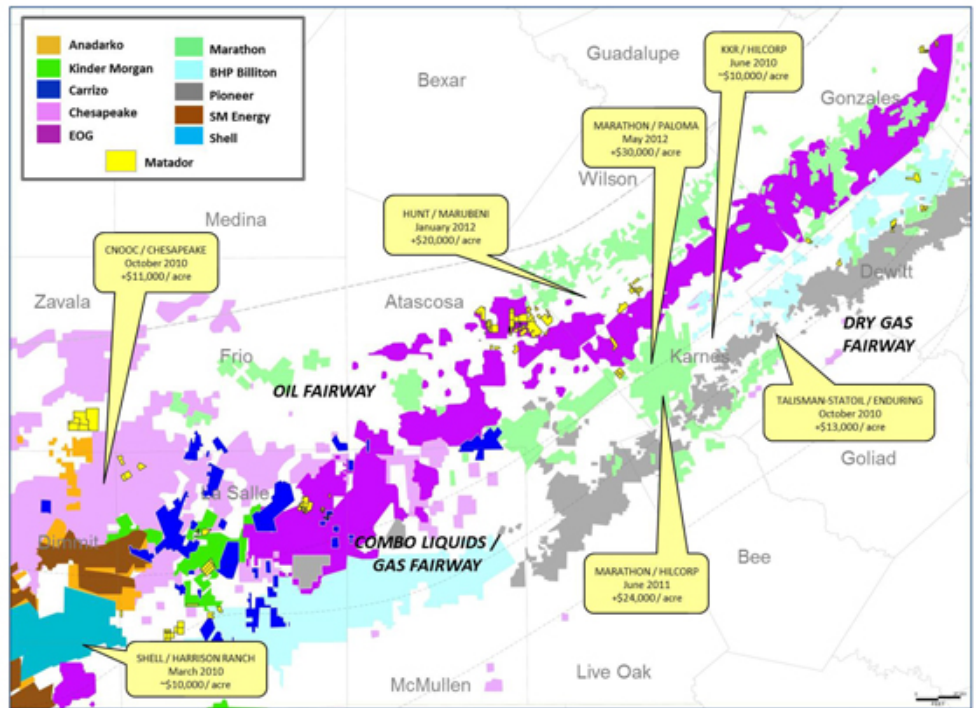 Anadarko
Kinder Morgan
Carrizo
Chesapeake
EOG
Marathon
BHP Billiton
Pioneer
SM Energy
Shell
Matador
Guadalupe
Bexar
KKR / HILCORP
June 2010
~$10,000/ acre
Gonzales
MARATHON / PALOMA
May 2012
+$30,000/ acre
Wilson
Medina
HUNT / MARUBENI
January 2012
+$20,000/ acre
CNOOC / CHESAPEAKE
October 2010
+$11,000/ acre
Zavala
Atascosa
Dewitt
DRY GAS
FAIRWAY
Frio
OIL FAIRWAY
Karnes
TALISMAN-STATOIL / ENDURING
October 2010
+$13,000/ acre
Goliad
La Salle
Dimmit
COMBO LIQUIDS /
GAS FAIRWAY
Bee
MARATHON / HILCORP
June 2011
+$24,000/ acre
SHELL / HARRISON RANCH
March 2010
~$10,000/ acre
McMullen
Live Oak